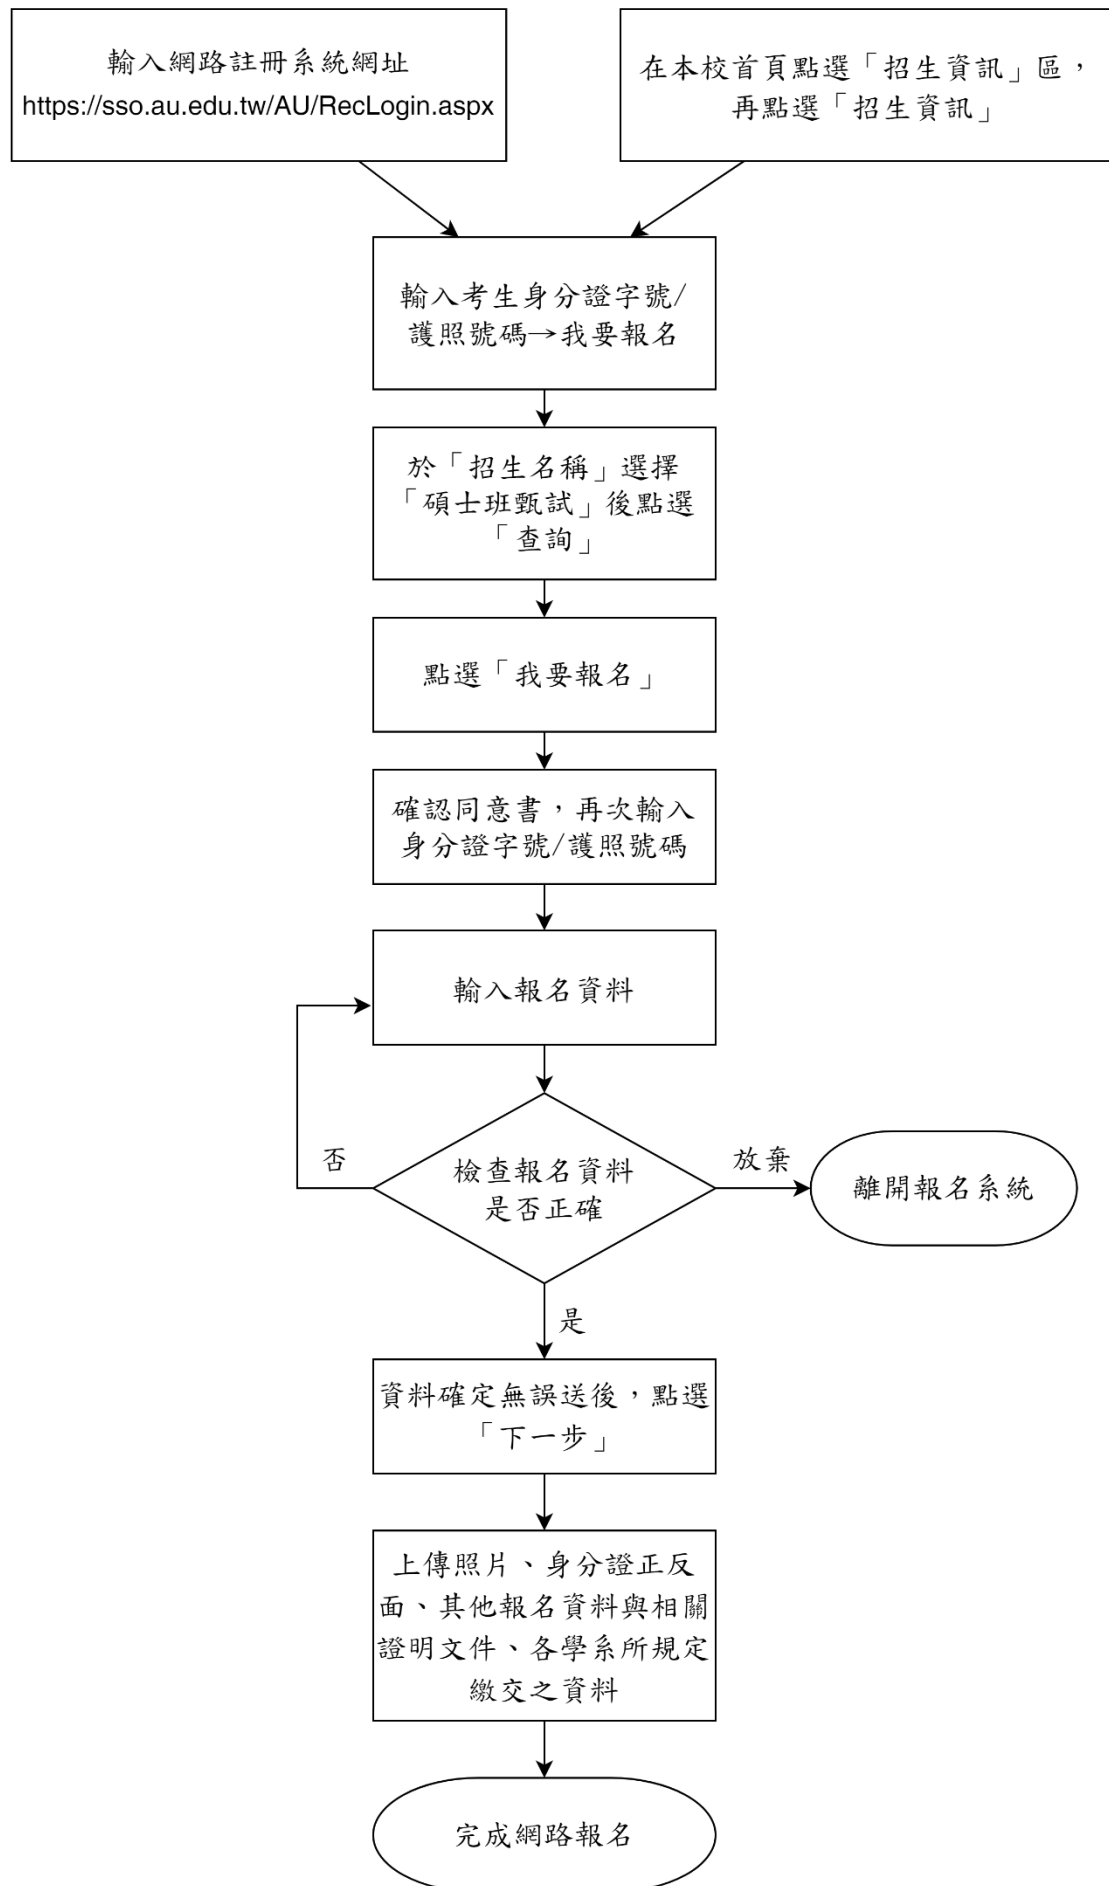 輸入網路註冊系統網址
https://sso.au.edu.tw/AU/RecLogin.aspx
在本校首頁點選「招生資訊」區，
再點選「招生資訊」
輸入考生身分證字號/
護照號碼→我要報名
於「招生名稱」選擇
「碩士班甄試」後點選
「查詢」
點選「我要報名」
確認同意書，再次輸入
身分證字號/護照號碼
輸入報名資料
否
檢查報名資料
是否正確
放棄
離開報名系統
是
資料確定無誤送後，點選
「下一步」
上傳照片、身分證正反
面、其他報名資料與相關
證明文件、各學系所規定
繳交之資料
完成網路報名